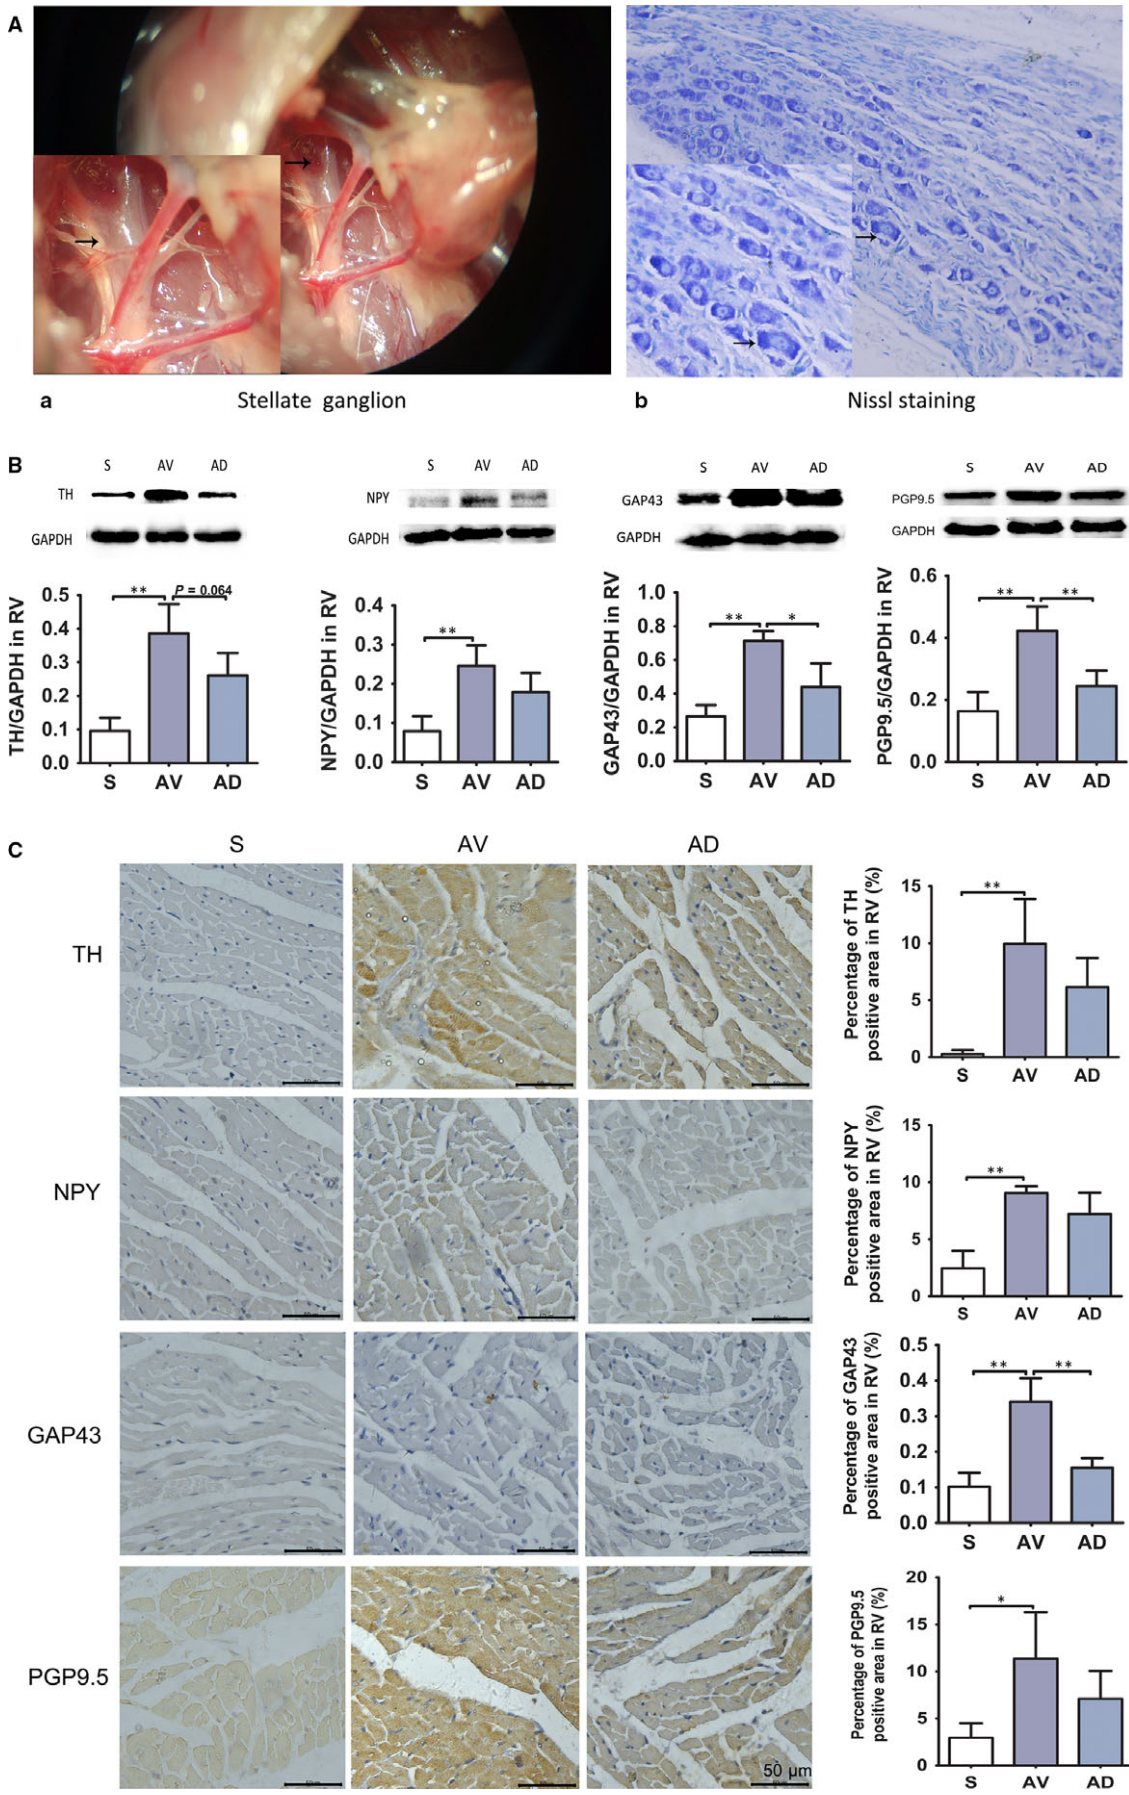 A
a
Stellate ganglion
b
Nissl staining
B
S AV AD
TH
GAPDH
S AV AD
NPY
GAPDH
S AV AD
GAP43
GAPDH
S AV AD
PGP9.5
GAPDH
TH/GAPDH in RV
0.5
0.4
0.3
0.2
0.1
0.0
** P = 0.064
S AV AD
NPY/GAPDH in RV
0.4
0.3
0.2
0.1
0.0
**
S AV AD
GAP43/GAPDH in RV
1.0
0.8
0.6
0.4
0.2
0.0
** *
S AV AD
PGP9.5/GAPDH in RV
0.6
0.4
0.2
0.0
** **
S AV AD
C
S AV AD
TH
Percentage of TH
positive area in RV (%)
15
10
5
0
**
S AV AD
NPY
Percentage of NPY
positive area in RV (%)
15
10
5
0
**
S AV AD
GAP43
Percentage of GAP43
positive area in RV (%)
0.5
0.4
0.3
0.2
0.1
0.0
** **
S AV AD
PGP9.5
50 μm
Percentage of PGP9.5
positive area in RV (%)
20
15
10
5
0
*
S AV AD